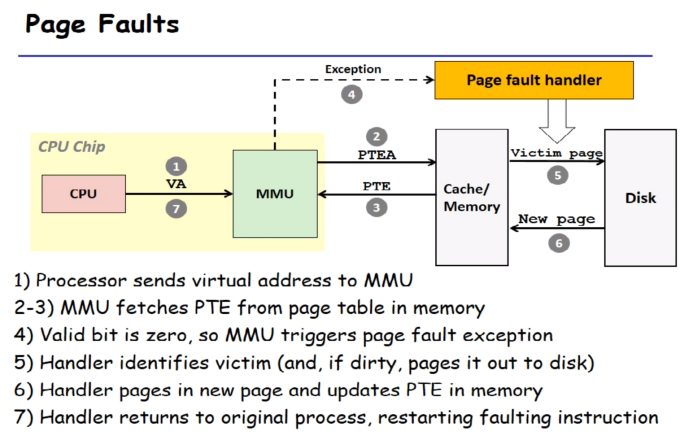 Page Faults
Exception
Page fault handler
4
CPU Chip
2
1
PTEA
Victim page
VA
CPU
MMU
PTE
Cache/
Memory
5
Disk
7
3
New page
6
1) Processor sends virtual address to MMU
2-3) MMU fetches PTE from page table in memory
4) Valid bit is zero, so MMU triggers page fault exception
5) Handler identifies victim (and, if dirty, pages it out to disk)
6) Handler pages in new page and updates PTE in memory
7) Handler returns to original process, restarting faulting instruction